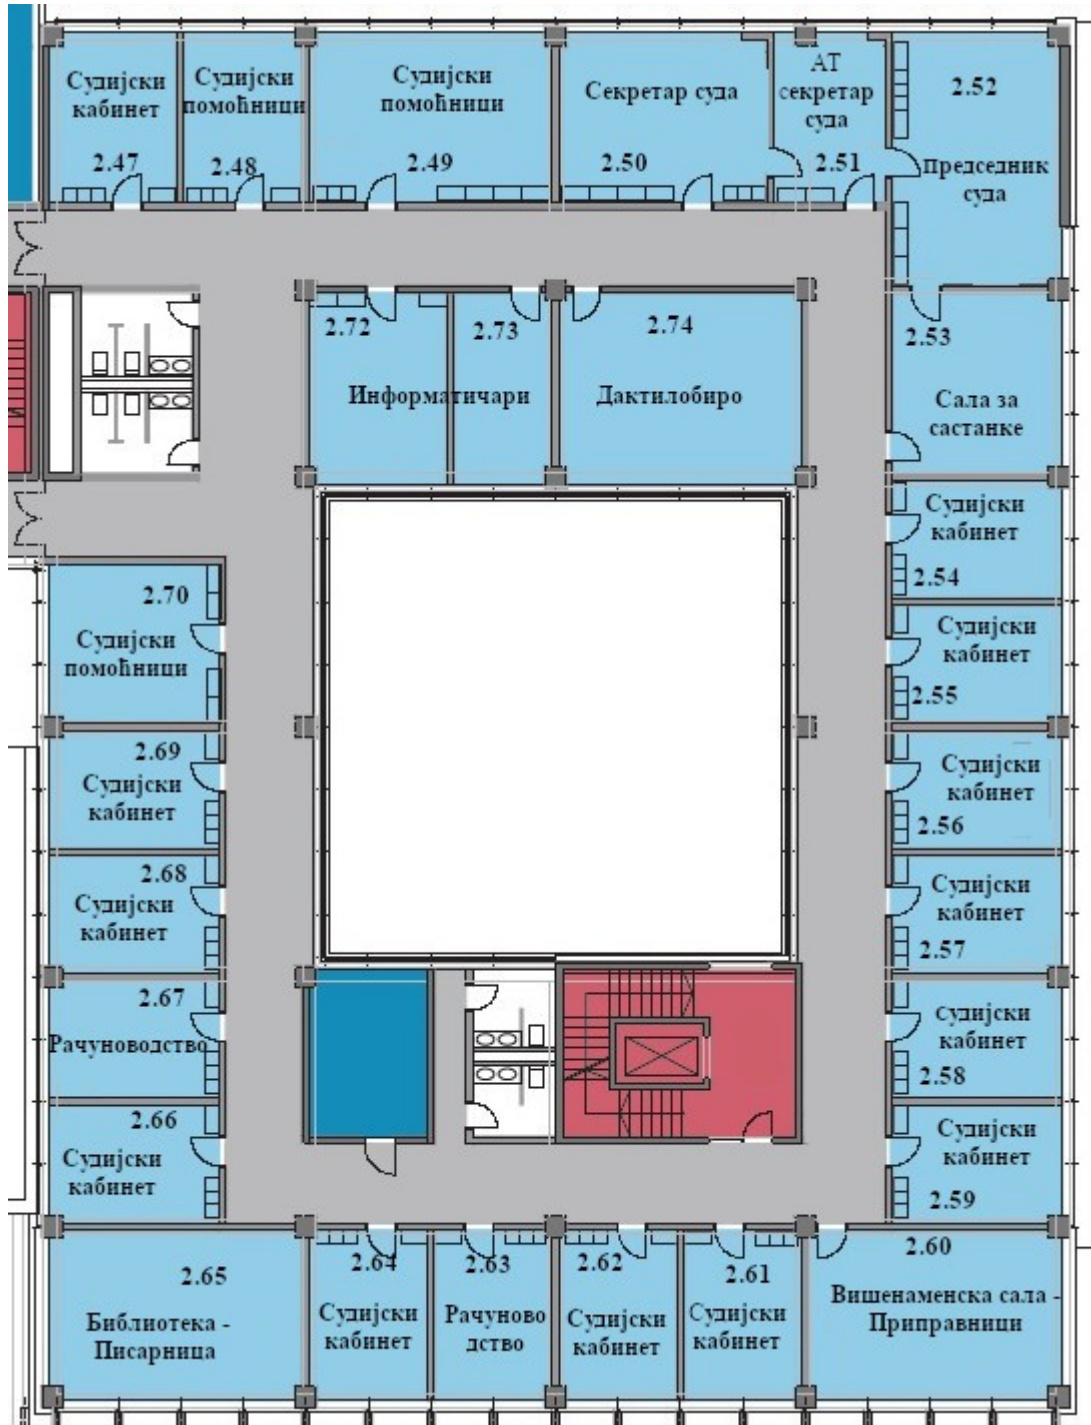 Судијски
кабинет
2.47
Судијски
помоћници
2.48
Судијски
помоћници
2.49
Секретар суда
2.50
АТ
секретар
суда
2.51
2.52
Председник
суда
2.72
2.73
Информатичари
2.74
Дактилобиро
2.53
Сала за
састанке
Судијски
кабинет
2.54
Судијски
кабинет
2.55
Судијски
кабинет
2.56
Судијски
кабинет
2.57
Судијски
кабинет
2.58
Судијски
кабинет
2.59
2.70
Судијски
помоћници
2.69
Судијски
кабинет
2.68
Судијски
кабинет
2.67
Рачуноводство
2.66
Судијски
кабинет
2.65
Библиотека -
Писарница
2.64
Судијски
кабинет
2.63
Рачуново
дство
2.62
Судијски
кабинет
2.61
Судијски
кабинет
2.60
Вишенаменска сала -
Приправници